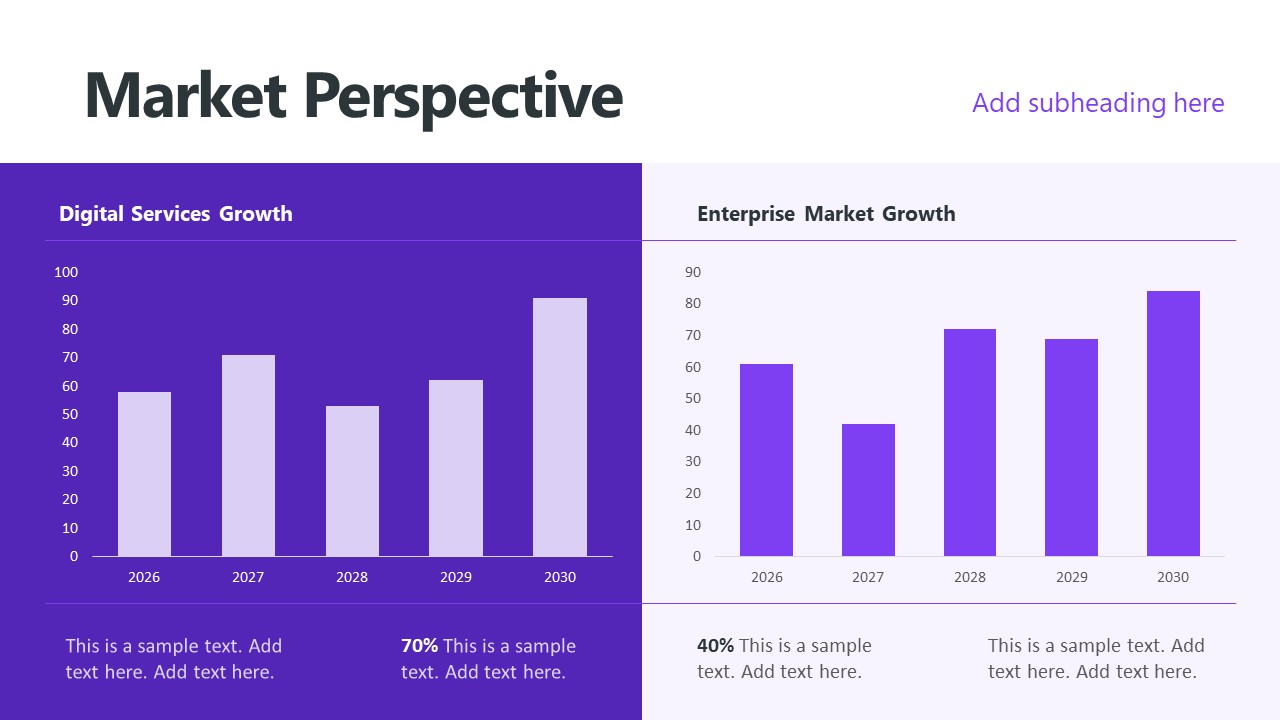 Market Perspective
Add subheading here
Digital Services Growth
100
90
80
70
60
50
40
30
20
10
0
2026 2027 2028 2029 2030
This is a sample text. Add
text here. Add text here.
70% This is a sample
text. Add text here.
Enterprise Market Growth
90
80
70
60
50
40
30
20
10
0
2026 2027 2028 2029 2030
40% This is a sample
text. Add text here.
This is a sample text. Add
text here. Add text here.